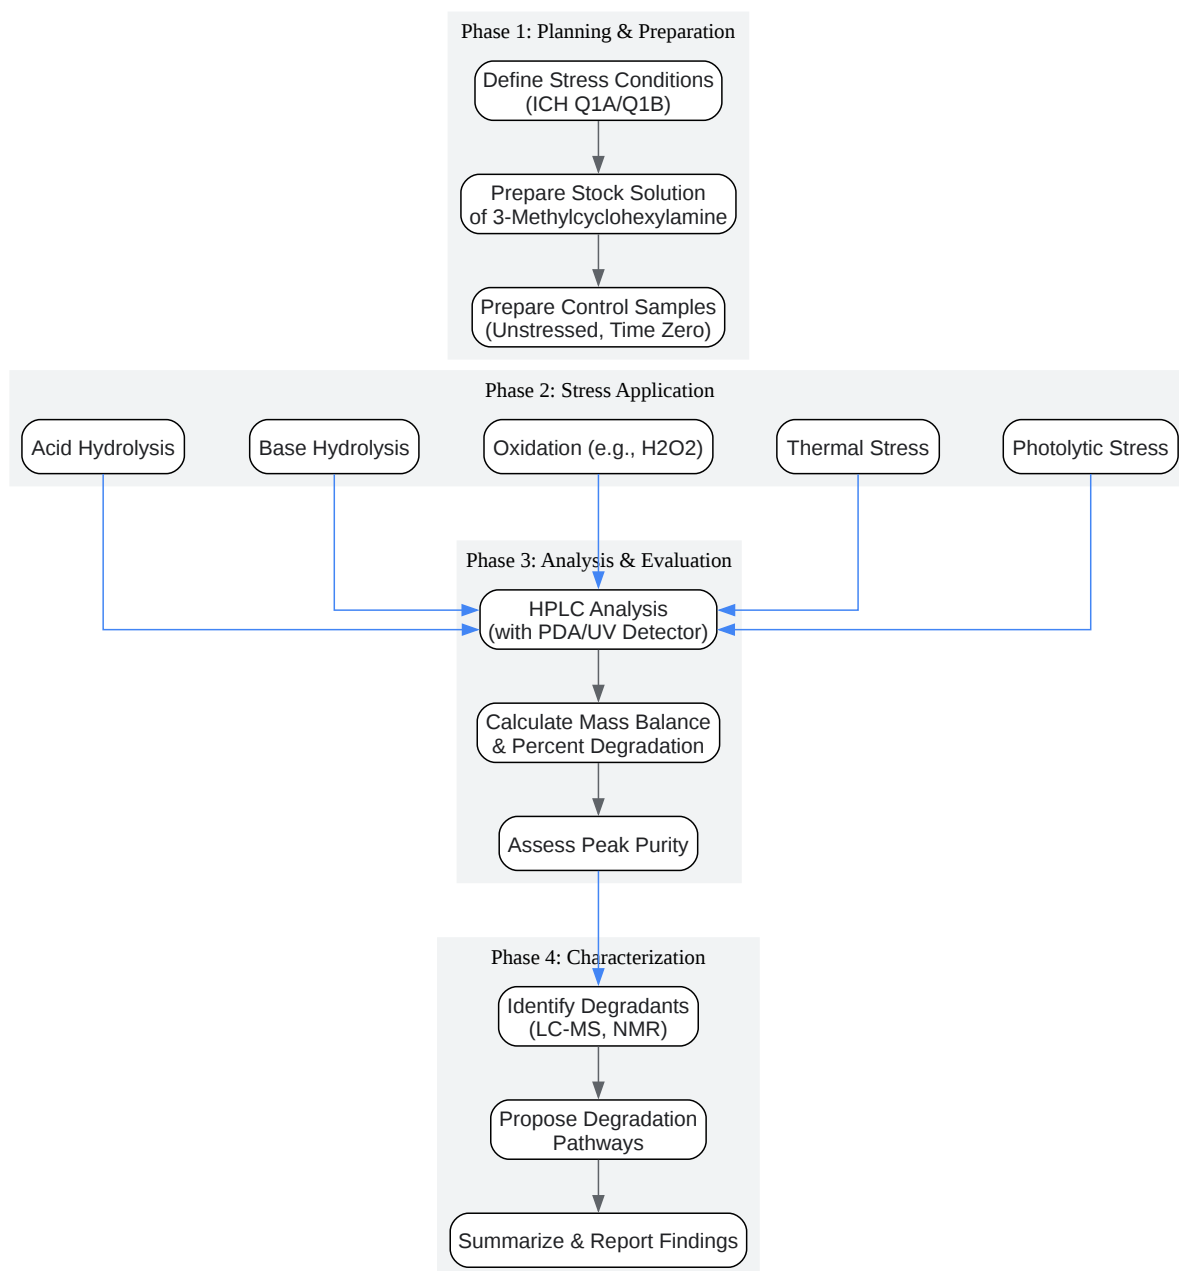 Phase 1: Planning & Preparation
Define Stress Conditions
(ICH Q1A/Q1B)
Prepare Stock Solution
of 3-Methylcyclohexylamine
Prepare Control Samples
(Unstressed, Time Zero)
Phase 2: Stress Application
Acid Hydrolysis
Base Hydrolysis
Oxidation (e.g., H2O2)
Thermal Stress
Photolytic Stress
Phase 3: Analysis & Evaluation
HPLC Analysis
(with PDA/UV Detector)
Calculate Mass Balance
& Percent Degradation
Assess Peak Purity
Phase 4: Characterization
Identify Degradants
(LC-MS, NMR)
Propose Degradation
Pathways
Summarize & Report Findings